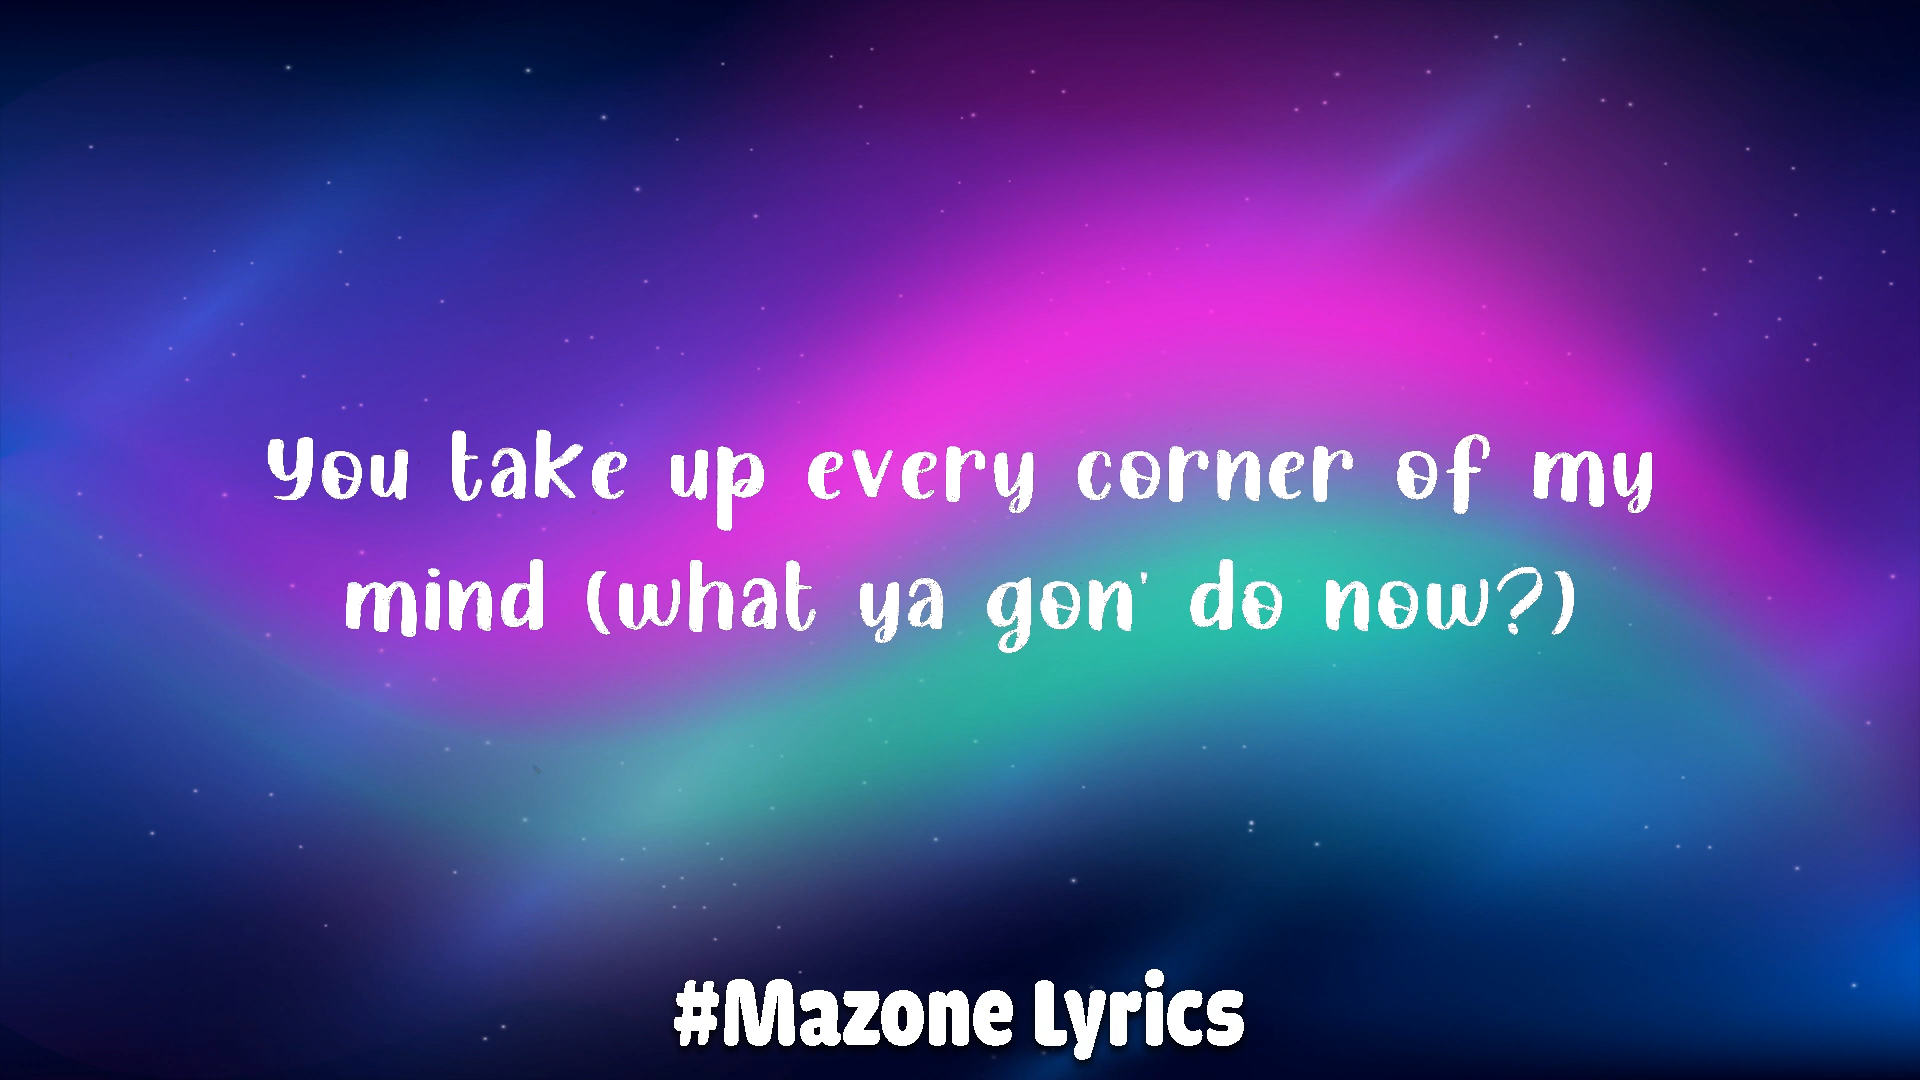 You take up every corner of my
mind (what ya gon' do now?)
#Mazone Lyrics